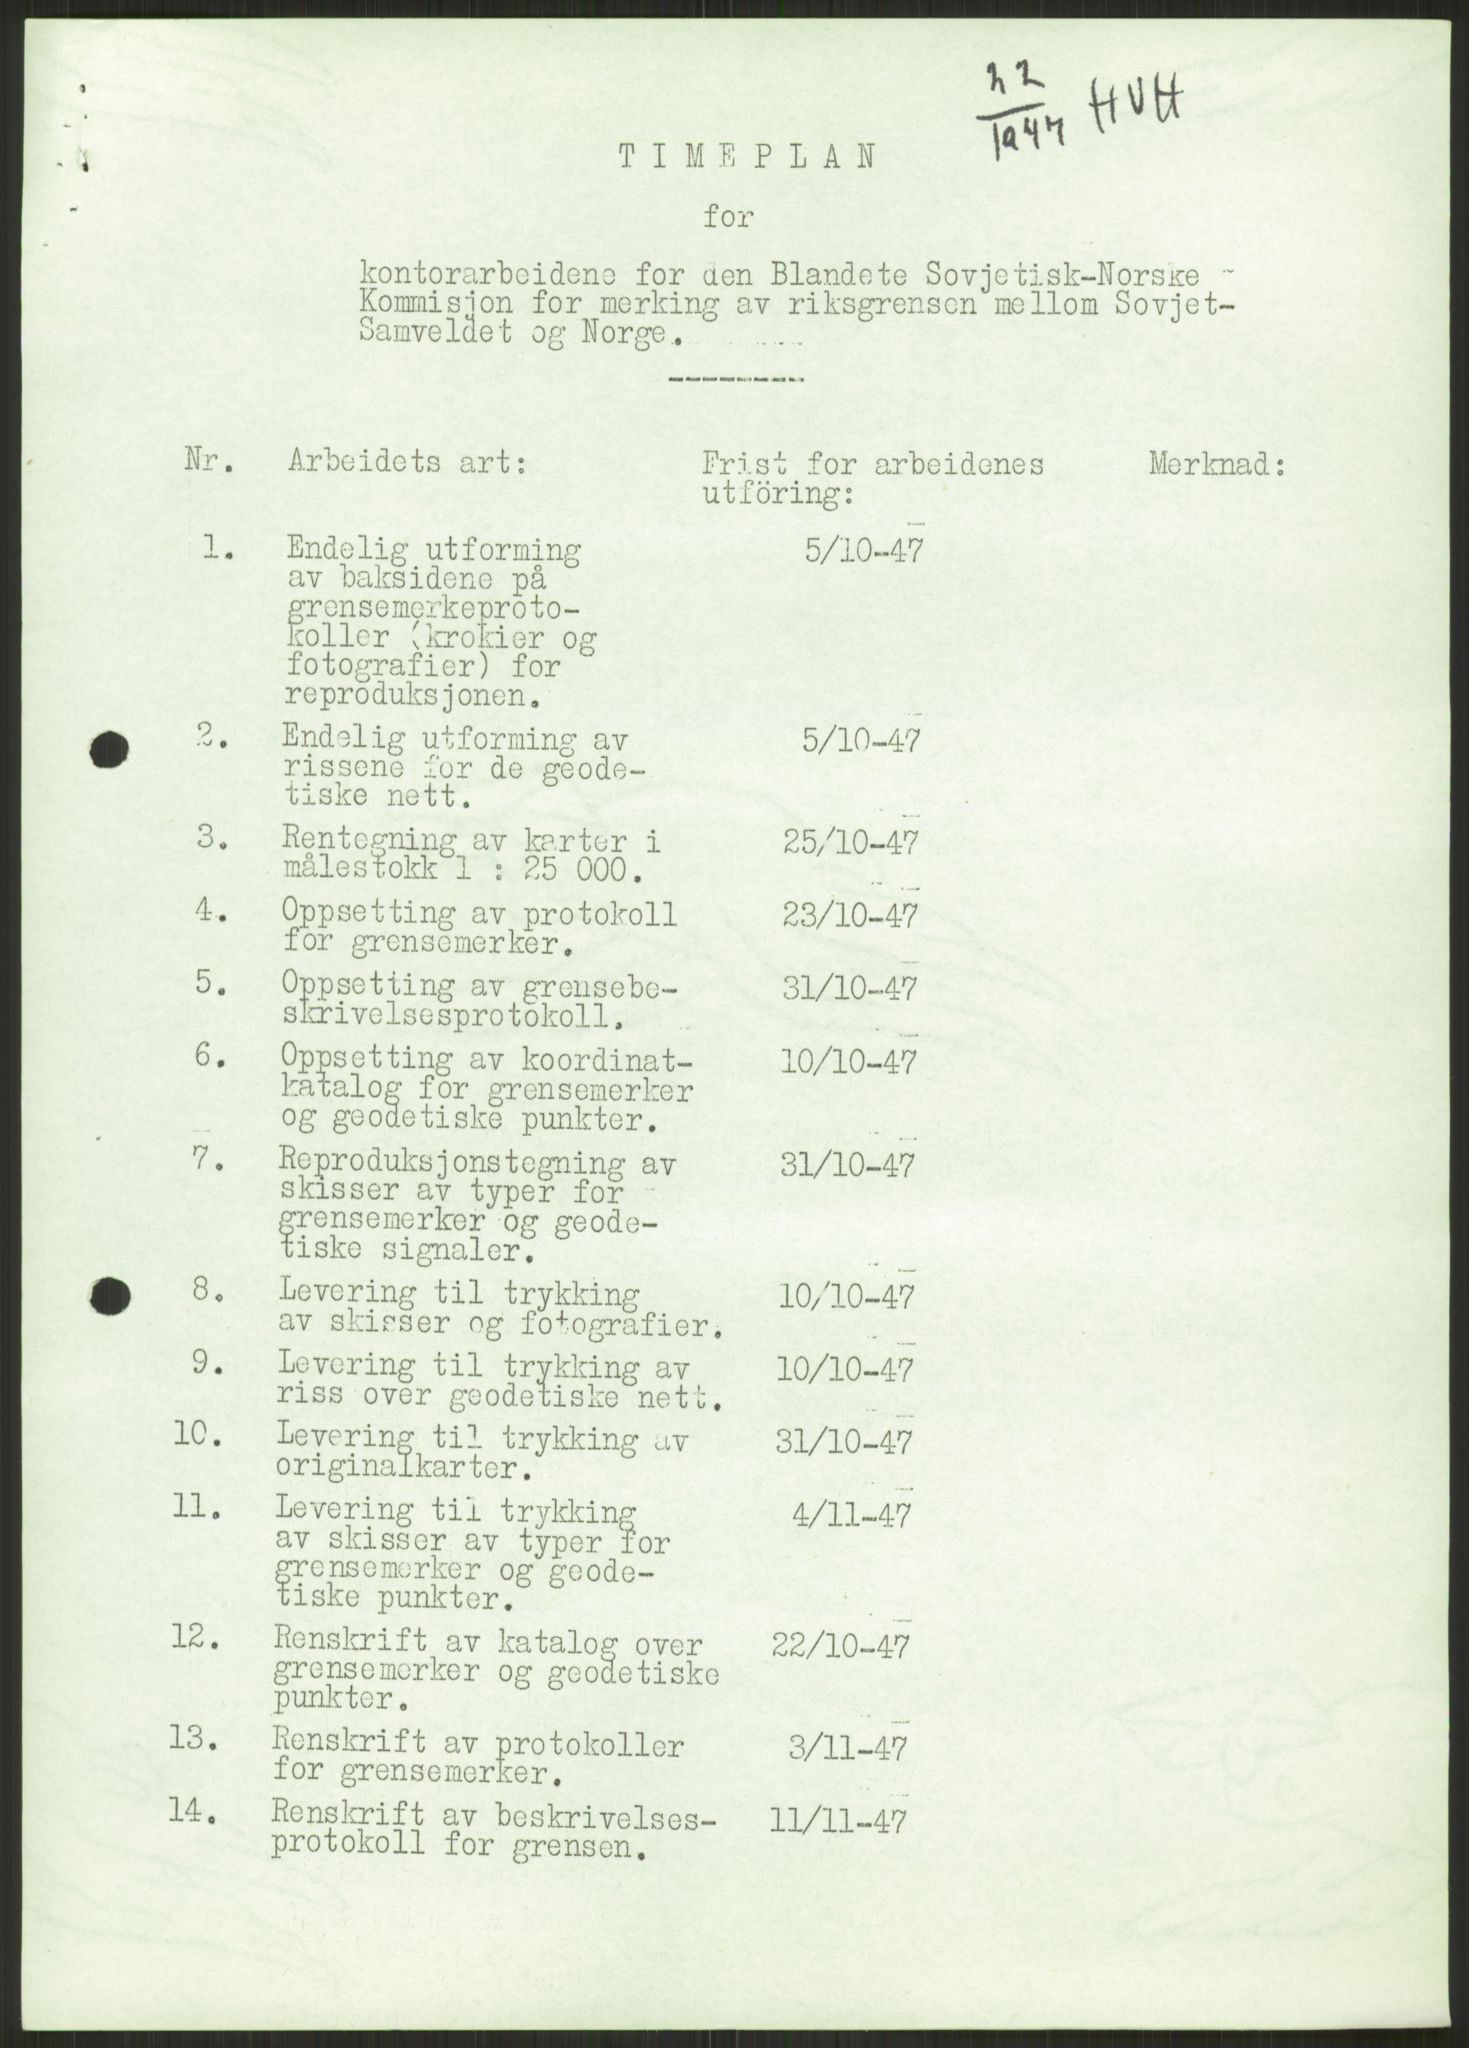 22
1947 HVH
TIMEPLAN
for
kontorarbeidene for den Blandete Sovjetisk-Norske
Kommisjon for merking av riksgrensen mellom Sovjet-
Samveldet og Norge.
Nr. Arbeidets art: Frist for arbeidenes Merknad:
utföring:
1. Endelig utforming 5/10-47
av baksidene på
grensemerkeproto-
koller (krokier og
fotografier) for
reproduksjonen.
2. Endelig utforming av 5/10-47
rissene for de geode-
tiske nett.
3. Rentegning av karter i 25/10-47
målestokk 1 : 25 000.
4. Oppsetting av protokoll 23/10-47
for grensemerker.
5. Oppsetting av grensebe- 31/10-47
skrivelsesprotokoll.
6. Oppsetting av koordinat- 10/10-47
katalog for grensemerker
og geodetiske punkter.
7. Reproduksjonstegning av 31/10-47
skisser av typer for
grensemerker og geode-
tiske signaler.
8. Levering til trykking 10/10-47
av skisser og fotografier.
9. Levering til trykking av 10/10-47
riss over geodetiske nett.
10. Levering til trykking av 31/10-47
originalkarter.
11. Levering til trykking 4/11-47
av skisser av typer for
grensemerker og geode-
tiske punkter.
12. Renskrift av katalog over 22/10-47
grensemerker og geodetiske
punkter.
13. Renskrift av protokoller 3/11-47
for grensemerker.
14. Renskrift av beskrivelses- 11/11-47
protokoll for grensen.